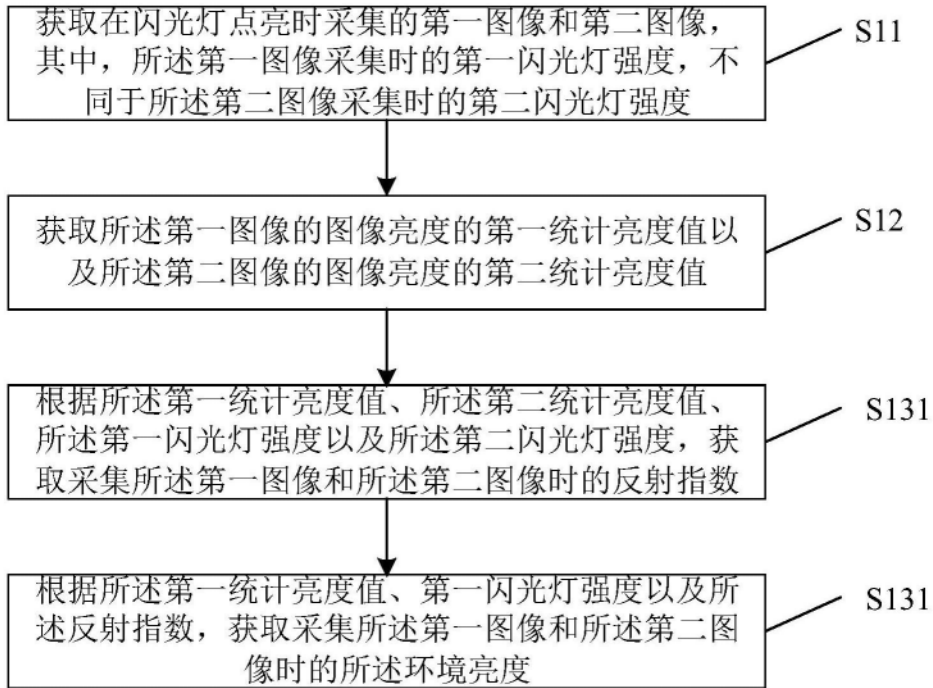 获取在闪光灯点亮时采集的第一图像和第二图像，
其中，所述第一图像采集时的第一闪光灯强度，不
同于所述第二图像采集时的第二闪光灯强度
S11
获取所述第一图像的图像亮度的第一统计亮度值以
及所述第二图像的图像亮度的第二统计亮度值
S12
根据所述第一统计亮度值、所述第二统计亮度值、
所述第一闪光灯强度以及所述第二闪光灯强度，获
取采集所述第一图像和所述第二图像时的反射指数
S131
根据所述第一统计亮度值、第一闪光灯强度以及所
述反射指数，获取采集所述第一图像和所述第二图
像时的所述环境亮度
S131